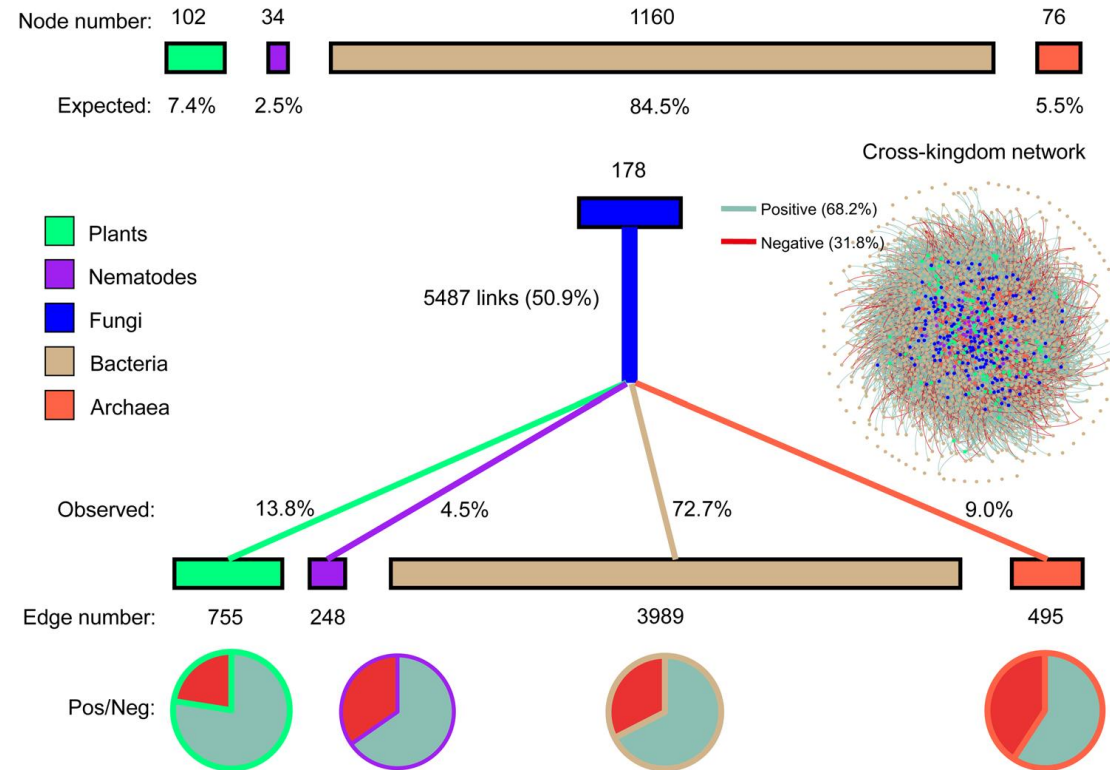 Node number: 102 34 1160 76
Expected: 7.4% 2.5% 84.5% 5.5%
Cross-kingdom network
178
Positive (68.2%)
Negative (31.8%)
Plants
Nematodes
Fungi
Bacteria
Archaea
5487 links (50.9%)
Observed: 13.8% 4.5% 72.7% 9.0%
Edge number: 755 248 3989 495
Pos/Neg: